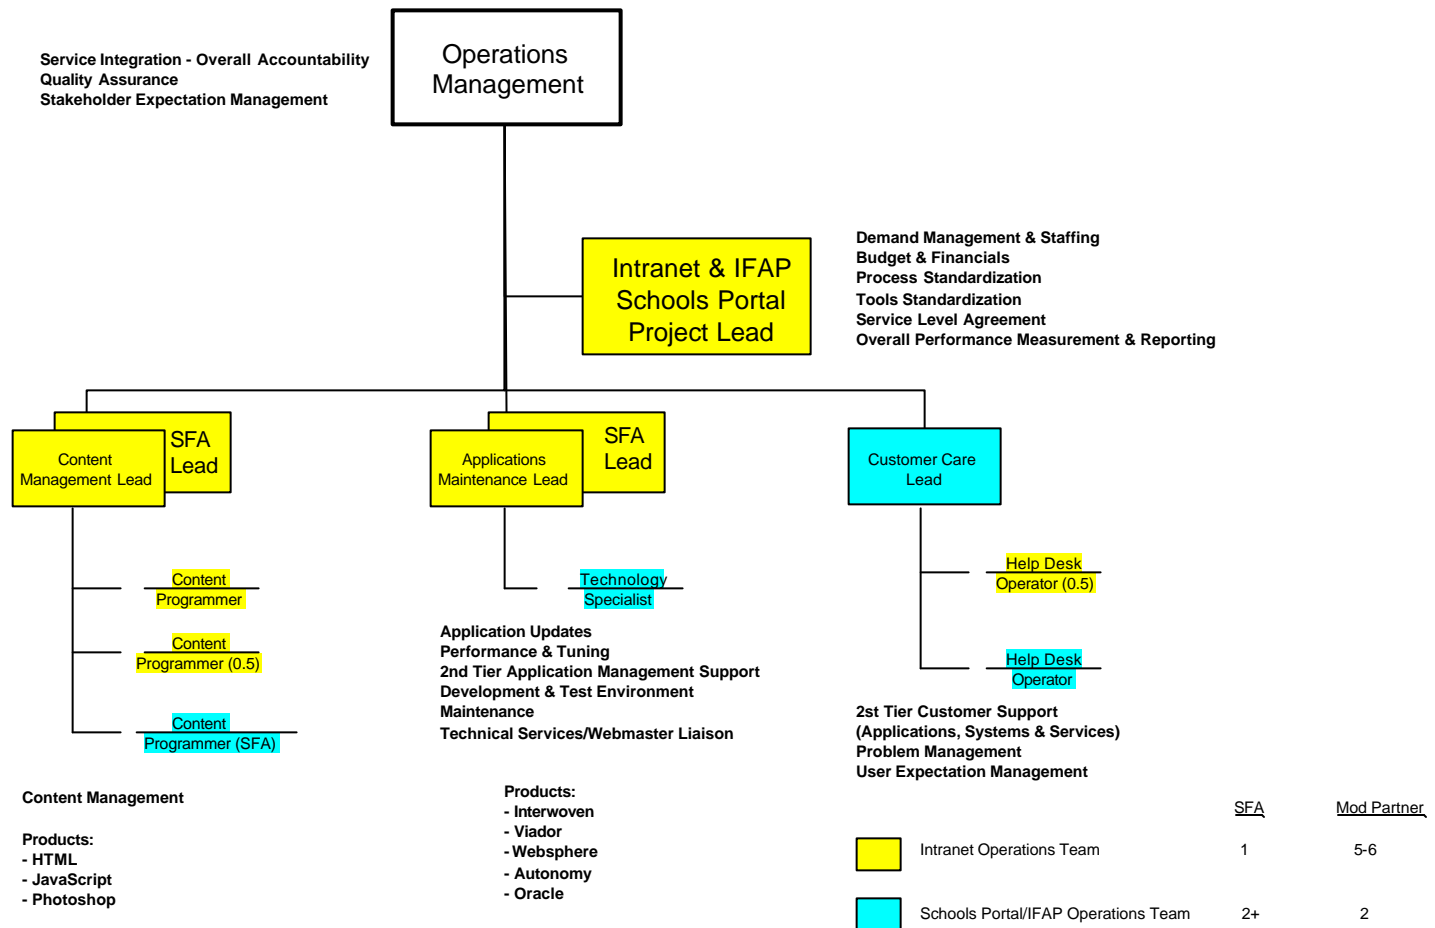 Operations
Management
Service Integration - Overall Accountability
Quality Assurance
Stakeholder Expectation Management
Intranet & IFAP
Schools Portal
Project Lead
Demand Management & Staffing
Budget & Financials
Process Standardization
Tools Standardization
Service Level Agreement
Overall Performance Measurement & Reporting
SFA
Lead
Content
Management Lead
SFA
Lead
Applications
Maintenance Lead
Customer Care
Lead
Content
Programmer
Content
Programmer (0.5)
Content
Programmer (SFA)
Content Management
Products:
- HTML
- JavaScript
- Photoshop
Technology
Specialist
Application Updates
Performance & Tuning
2nd Tier Application Management Support
Development & Test Environment
Maintenance
Technical Services/Webmaster Liaison
Products:
- Interwoven
- Viador
- Websphere
- Autonomy
- Oracle
Help Desk
Operator (0.5)
Help Desk
Operator
2st Tier Customer Support
(Applications, Systems & Services)
Problem Management
User Expectation Management
SFA Mod Partner
Intranet Operations Team 1 5-6
Schools Portal/IFAP Operations Team 2+ 2